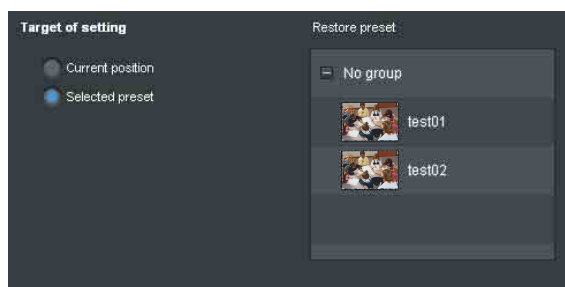 Target of setting
Current position
Selected preset
Restore preset
No group
test01
test02